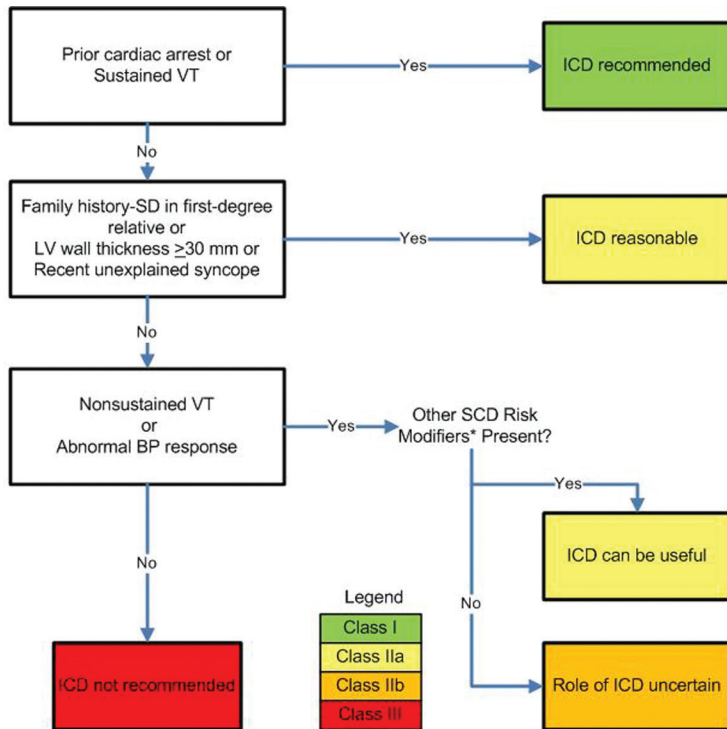 Prior cardiac arrest or
Sustained VT
Yes
ICD recommended
No
Family history-SD in first-degree
relative or
LV wall thickness ≥30 mm or
Recent unexplained syncope
Yes
ICD reasonable
No
Nonsustained VT
or
Abnormal BP response
Yes
Other SCD Risk
Modifiers* Present?
Yes
ICD can be useful
No
No
Legend
Class I
Class IIa
Class IIb
Class III
ICD not recommended
Role of ICD uncertain